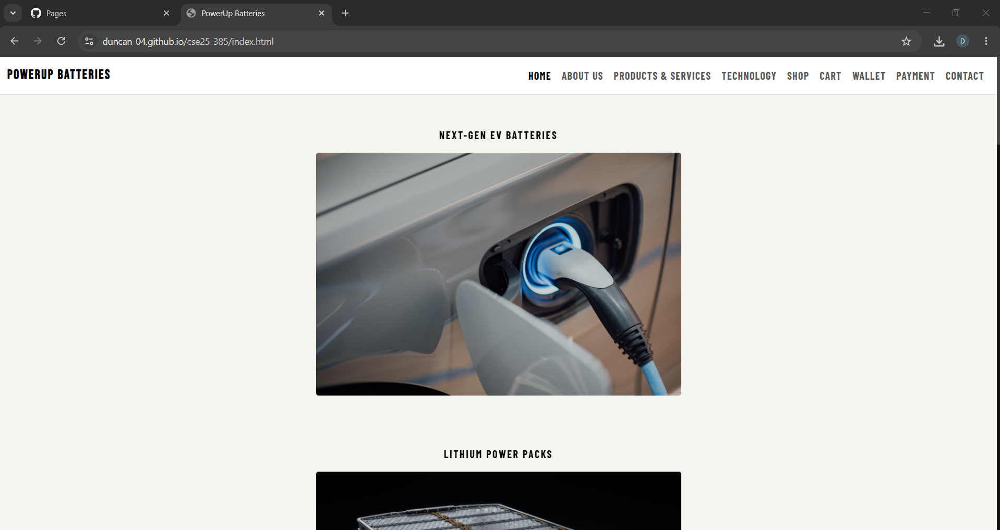 Pages
PowerUp Batteries
duncan-04.github.io/cse25-385/index.html
D
POWERUP BATTERIES
HOME ABOUT US PRODUCTS & SERVICES TECHNOLOGY SHOP CART WALLET PAYMENT CONTACT
NEXT-GEN EV BATTERIES
LITHIUM POWER PACKS